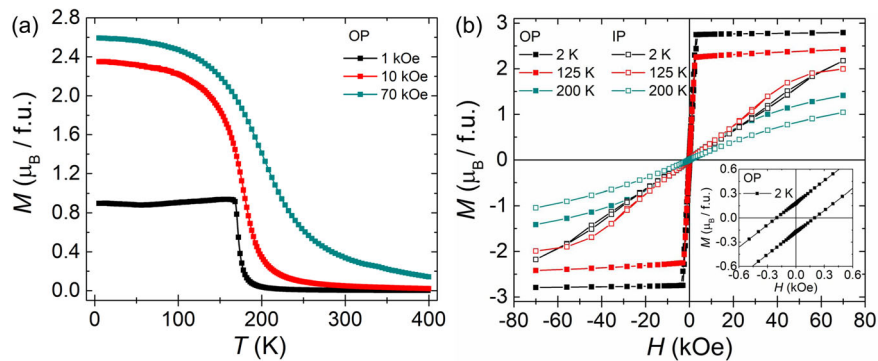 (a)
M (μB / f.u.)
2.8
2.4
2.0
1.6
1.2
0.8
0.4
0.0
0
100
200
300
400
T (K)
OP
1 kOe
10 kOe
70 kOe
(b)
M (μB / f.u.)
3
2
1
0
-1
-2
-3
-80
-60
-40
-20
0
20
40
60
80
H (kOe)
OP
IP
2 K
2 K
125 K
125 K
200 K
200 K
OP
2 K
M (μB / f.u.)
0.6
0.3
0.0
-0.3
-0.6
-0.6
-0.3
0.0
0.3
0.6
H (kOe)